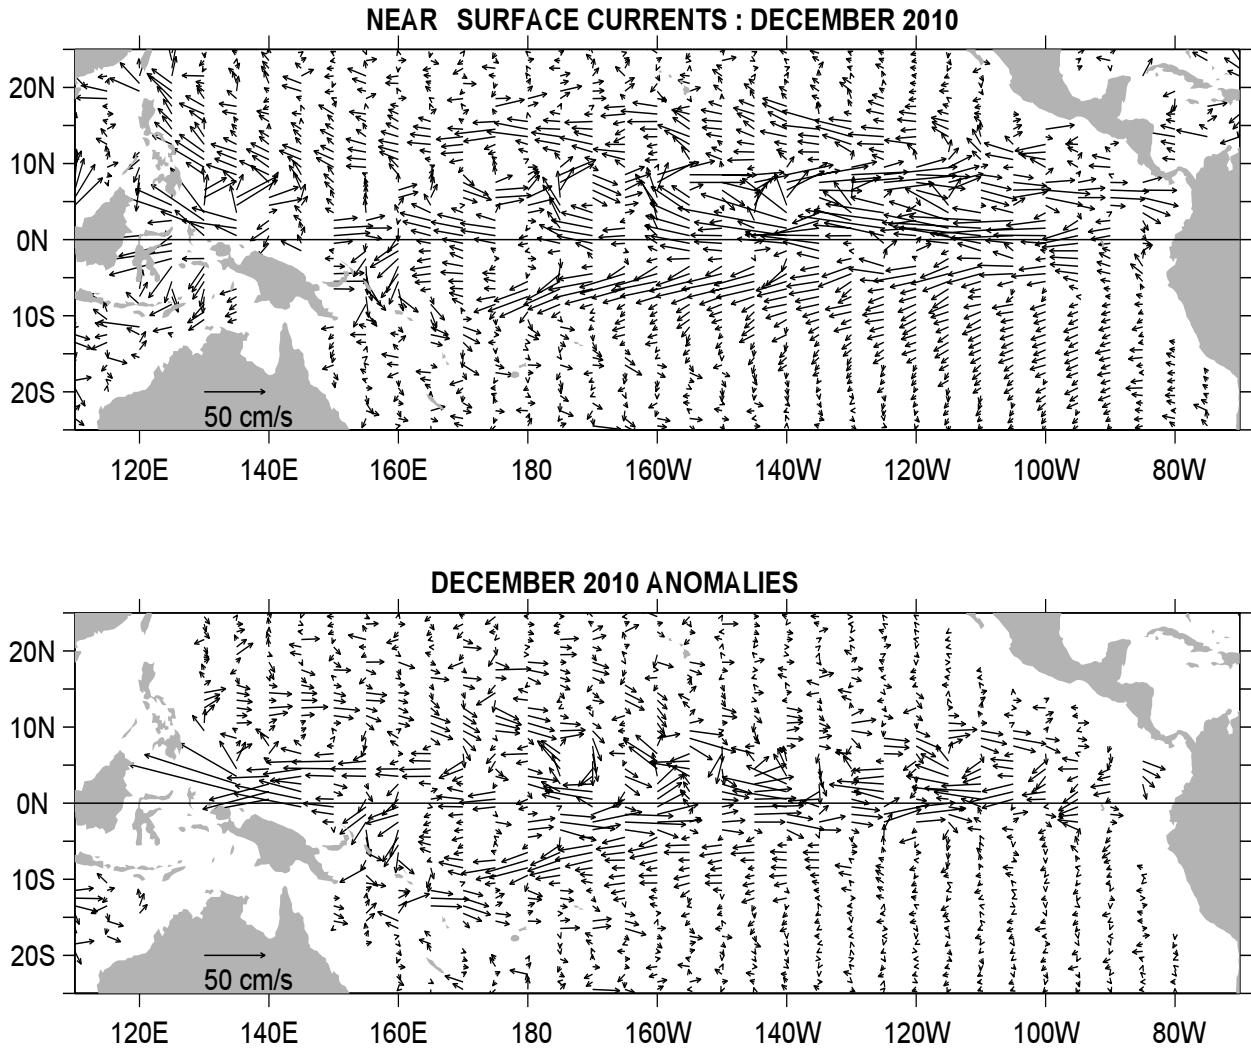 NEAR SURFACE CURRENTS : DECEMBER 2010
20N
10N
0N
10S
20S
50 cm/s
120E 140E 160E 180 160W 140W 120W 100W 80W
DECEMBER 2010 ANOMALIES
20N
10N
0N
10S
20S
50 cm/s
120E 140E 160E 180 160W 140W 120W 100W 80W